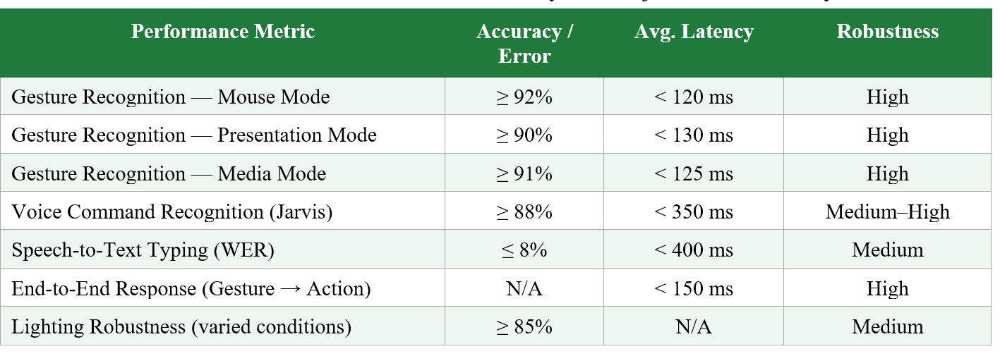 Performance Metric Accuracy / Error Avg. Latency Robustness
Gesture Recognition — Mouse Mode ≥ 92% < 120 ms High
Gesture Recognition — Presentation Mode ≥ 90% < 130 ms High
Gesture Recognition — Media Mode ≥ 91% < 125 ms High
Voice Command Recognition (Jarvis) ≥ 88% < 350 ms Medium–High
Speech-to-Text Typing (WER) ≤ 8% < 400 ms Medium
End-to-End Response (Gesture → Action) N/A < 150 ms High
Lighting Robustness (varied conditions) ≥ 85% N/A Medium